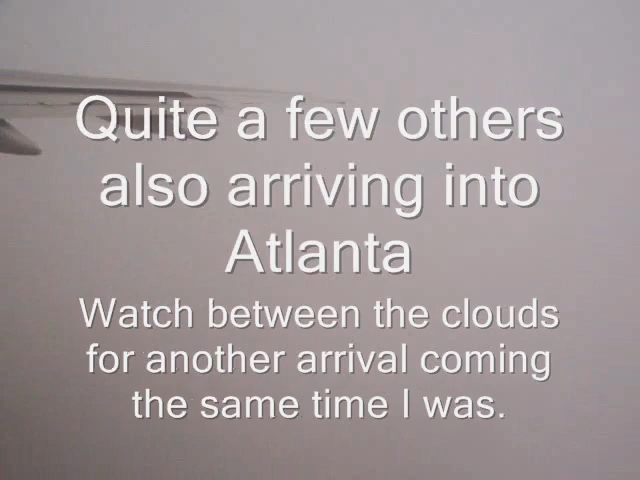 Quite a few others
also arriving into
Atlanta
Watch between the clouds
for another arrival coming
the same time I was.